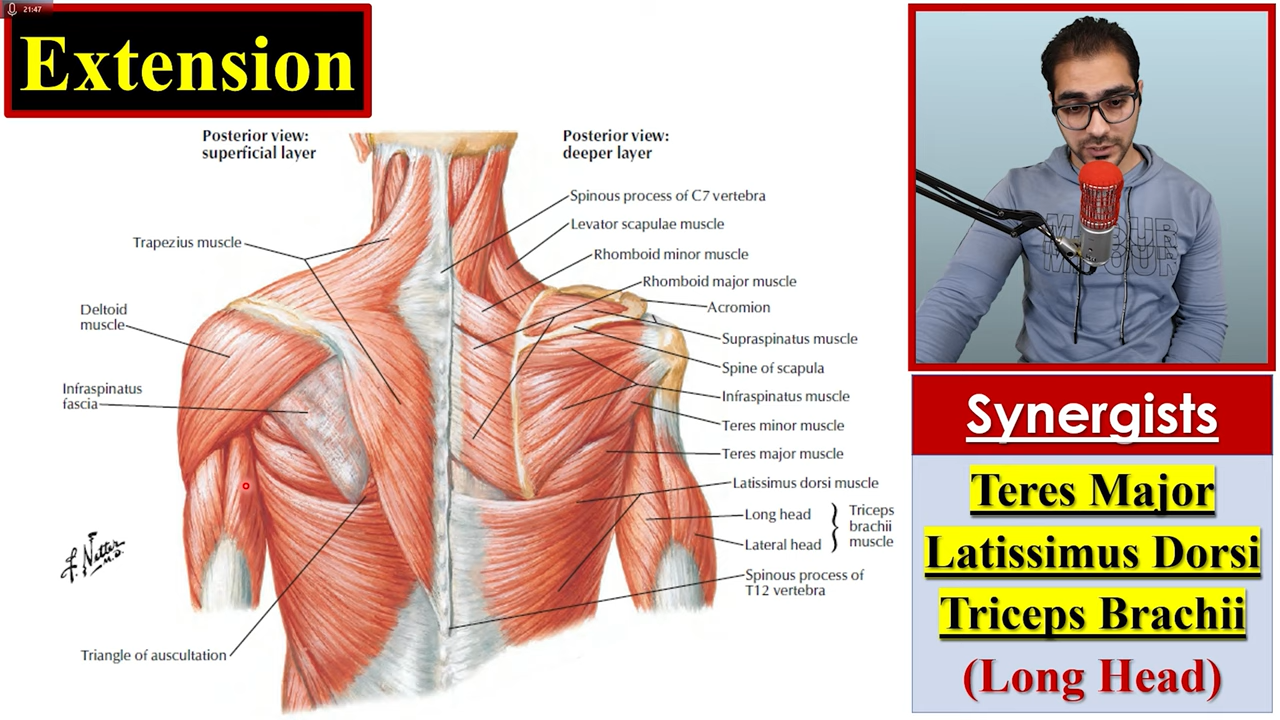 21:47
Extension
Posterior view:
superficial layer
Posterior view:
deeper layer
Spinous process of C7 vertebra
Levator scapulae muscle
Trapezius muscle
Rhomboid minor muscle
Rhomboid major muscle
Acromion
Deltoid
muscle
Supraspinatus muscle
Spine of scapula
Infraspinatus
fascia
Infraspinatus muscle
Teres minor muscle
Teres major muscle
Latissimus dorsi muscle
Long head
Lateral head
Triceps
brachii
muscle
Spinous process of
T12 vertebra
Triangle of auscultation
F. Netter
M.D.
Synergists
Teres Major
Latissimus Dorsi
Triceps Brachii
(Long Head)